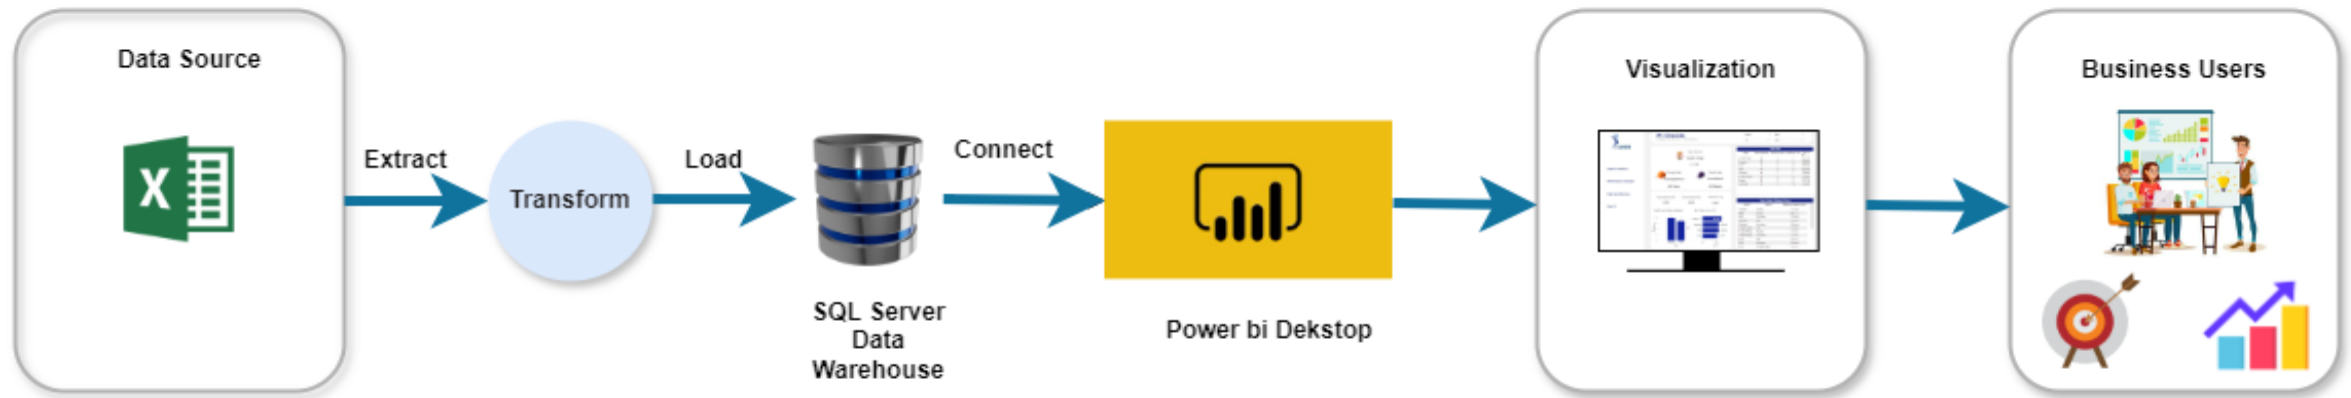 Data Source
X
Extract
Transform
Load
SQL Server
Data
Warehouse
Connect
Power bi Dekstop
Visualization
Business Users